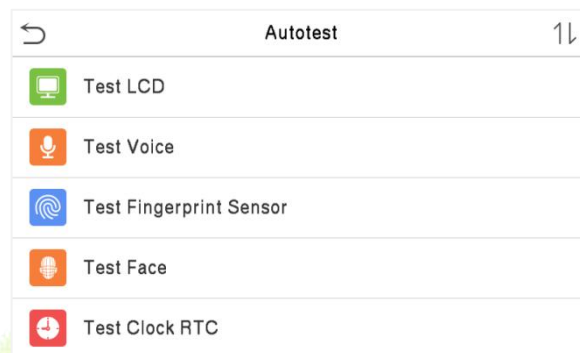 Autotest
Test LCD
Test Voice
Test Fingerprint Sensor
Test Face
Test Clock RTC